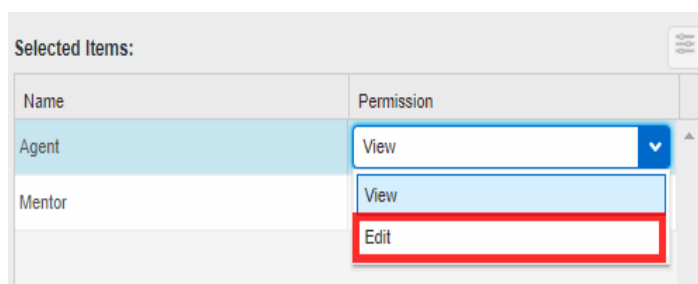 Selected Items:
Name Permission
Agent View
View
Mentor
Edit